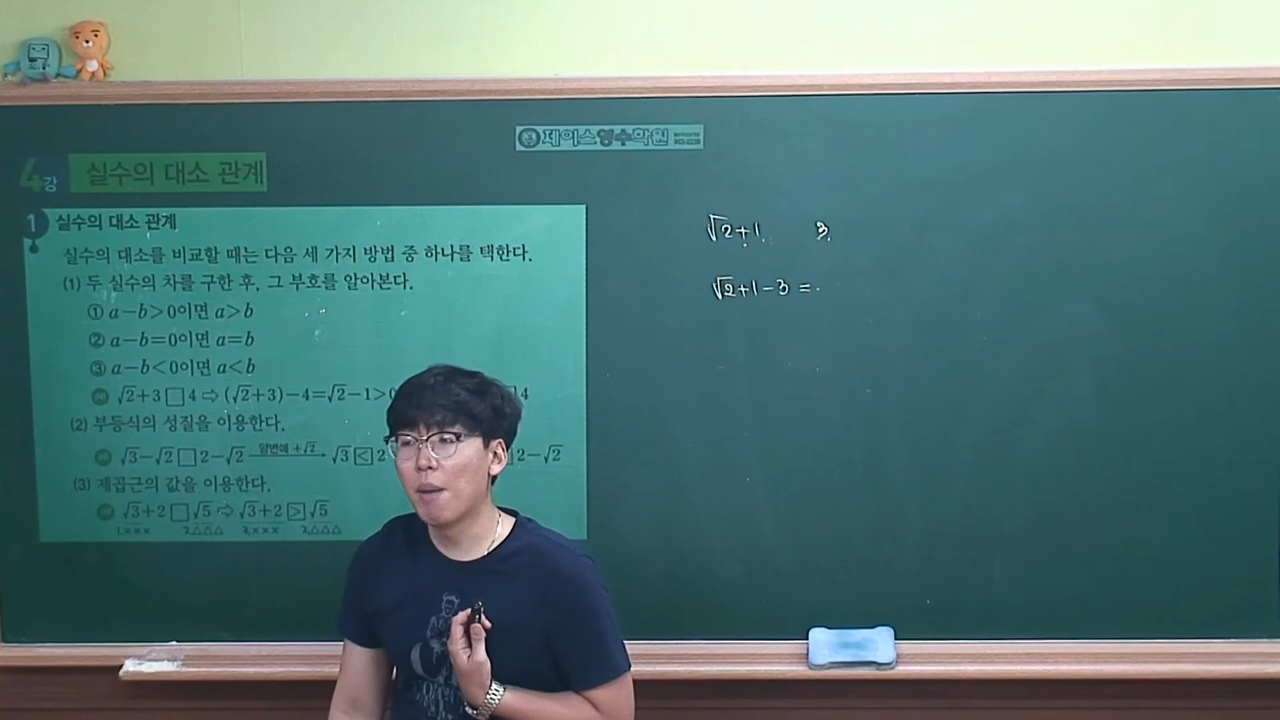 제이스영수학원
4강 실수의 대소 관계
1 실수의 대소 관계
실수의 대소를 비교할 때는 다음 세 가지 방법 중 하나를 택한다.
(1) 두 실수의 차를 구한 후, 그 부호를 알아본다.
① a-b>0이면 a>b
② a-b=0이면 a=b
③ a-b<0이면 a<b
√2+3 □ 4 ⇨ (√2+3)-4=√2-1>0 4
(2) 부등식의 성질을 이용한다.
√3-√2 □ 2-√2 양변에 +√2 √3 < 2 2-√2
(3) 제곱근의 값을 이용한다.
√3+2 □ √5 ⇨ √3+2 > √5
1.××× 2.△△△ 3.××× 2.△△△
√2+1 3
√2+1-3 =